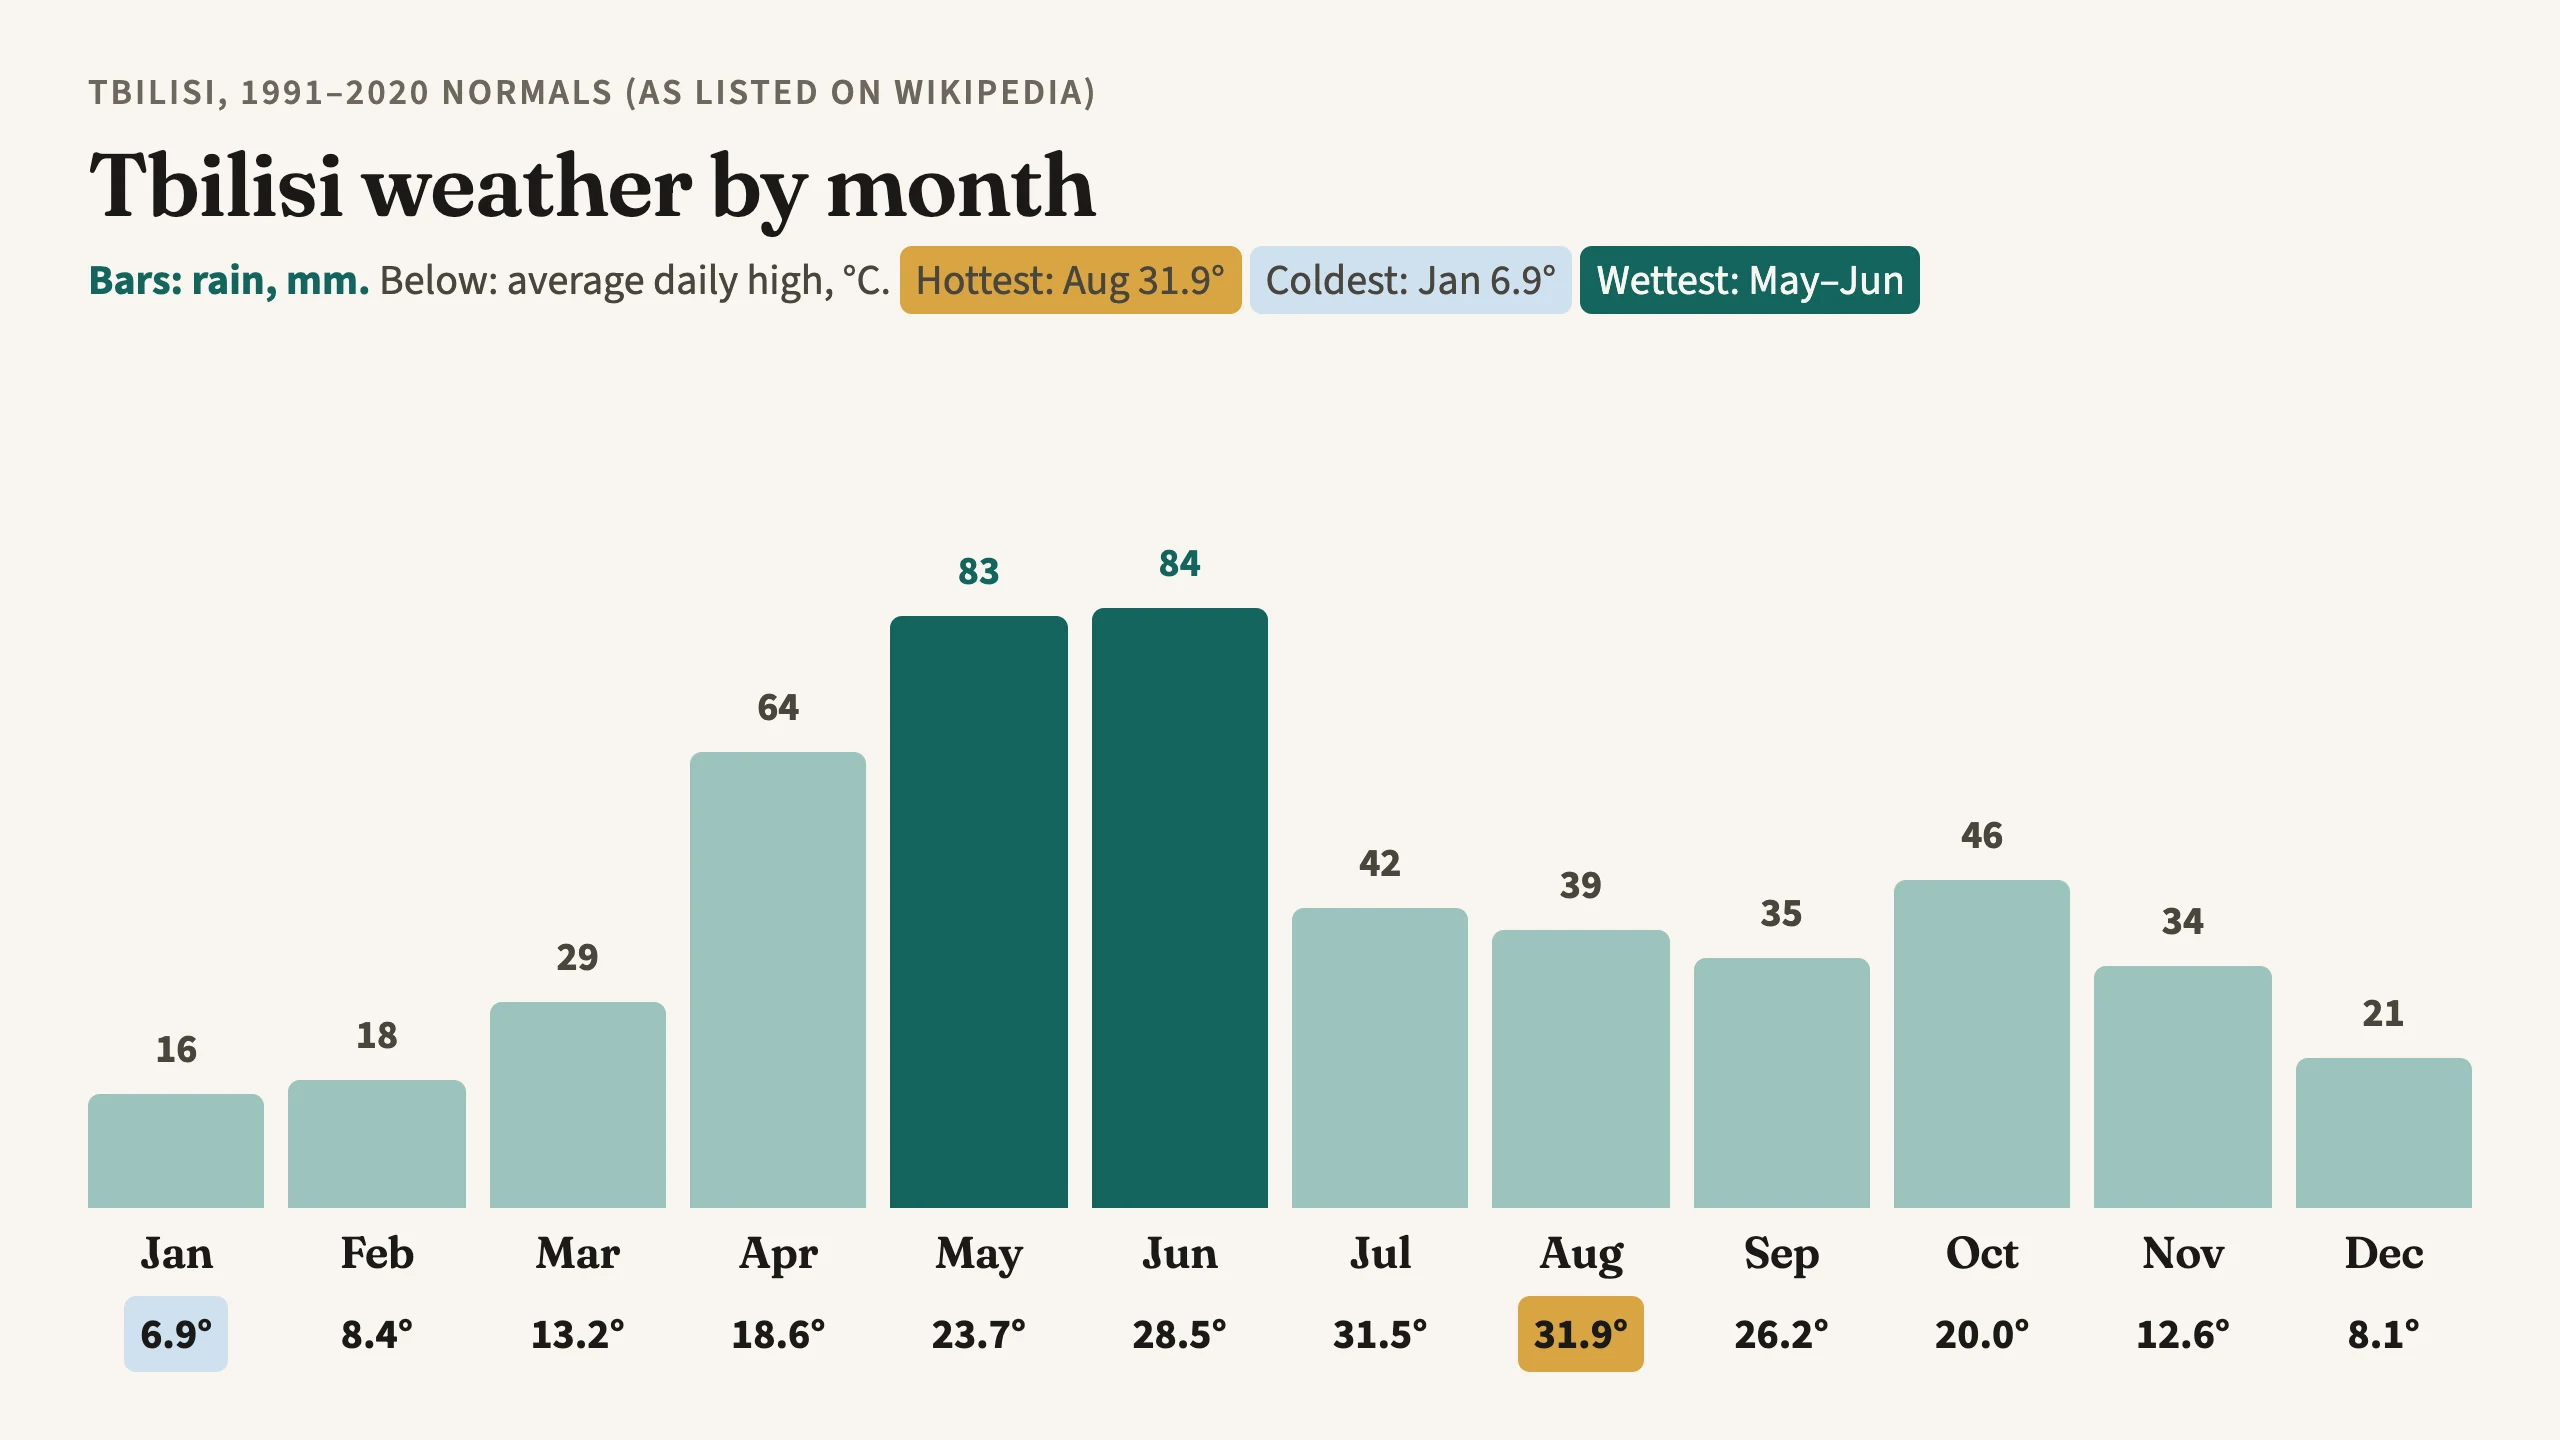 TBILISI, 1991–2020 NORMALS (AS LISTED ON WIKIPEDIA)
Tbilisi weather by month
Bars: rain, mm. Below: average daily high, °C. Hottest: Aug 31.9° Coldest: Jan 6.9° Wettest: May–Jun
16 18 29 64 83 84 42 39 35 46 34 21
Jan Feb Mar Apr May Jun Jul Aug Sep Oct Nov Dec
6.9° 8.4° 13.2° 18.6° 23.7° 28.5° 31.5° 31.9° 26.2° 20.0° 12.6° 8.1°